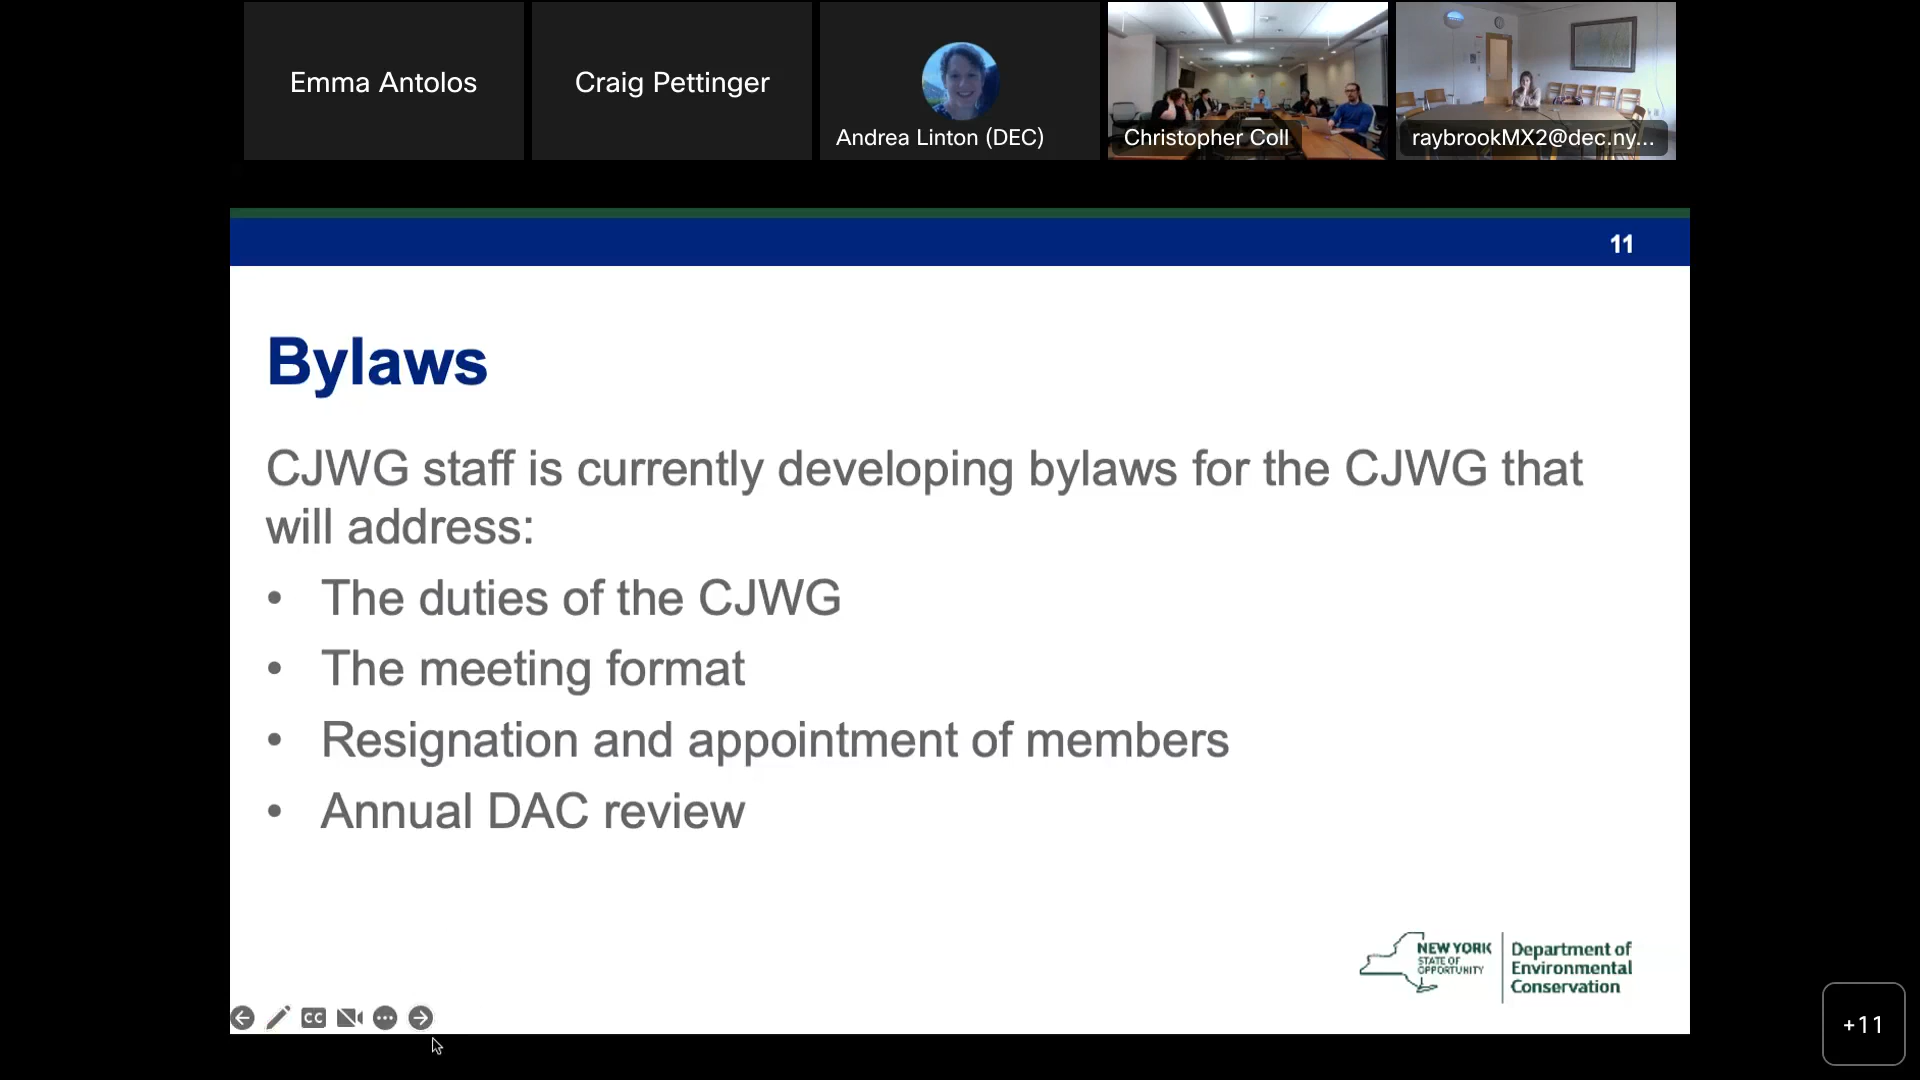 Emma Antolos
Craig Pettinger
Andrea Linton (DEC)
Christopher Coll
raybrookMX2@dec.ny...
11
Bylaws
CJWG staff is currently developing bylaws for the CJWG that
will address:
• The duties of the CJWG
• The meeting format
• Resignation and appointment of members
• Annual DAC review
NEW YORK
STATE OF
OPPORTUNITY
Department of
Environmental
Conservation
CC
+11